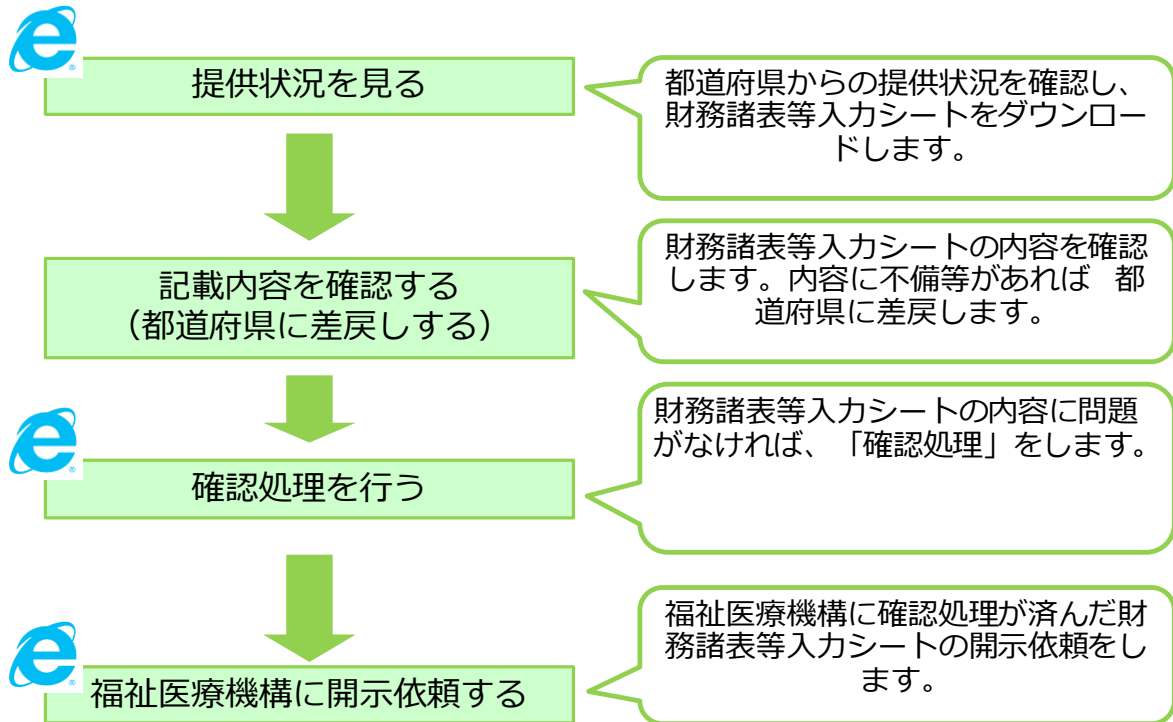 提供状況を見る
都道府県からの提供状況を確認し、
財務諸表等入力シートをダウンロー
ドします。
記載内容を確認する
（都道府県に差戻しする）
財務諸表等入力シートの内容を確認
します。内容に不備等があれば 都
道府県に差戻します。
確認処理を行う
財務諸表等入力シートの内容に問題
がなければ、「確認処理」をします。
福祉医療機構に開示依頼する
福祉医療機構に確認処理が済んだ財
務諸表等入力シートの開示依頼をし
ます。